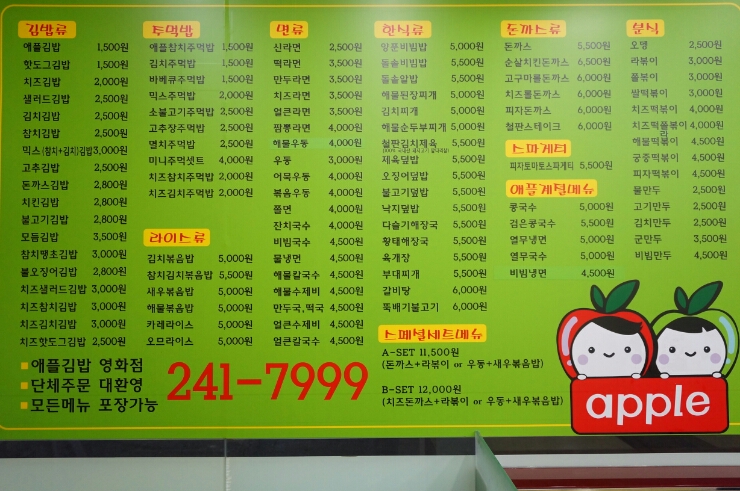 김밥류
애플김밥 1,500원
핫도그김밥 1,500원
치즈김밥 2,000원
샐러드김밥 2,500원
김치김밥 2,500원
참치김밥 2,500원
믹스(참치+김치)김밥 3,000원
고추김밥 2,500원
돈까스김밥 2,800원
치킨김밥 2,800원
불고기김밥 2,800원
모듬김밥 3,500원
참치땡초김밥 3,000원
불오징어김밥 2,800원
치즈샐러드김밥 3,000원
치즈참치김밥 3,000원
치즈김치김밥 3,000원
치즈핫도그김밥 2,500원
주먹밥
애플참치주먹밥 1,500원
김치주먹밥 1,500원
바베큐주먹밥 1,500원
믹스주먹밥 2,000원
소불고기주먹밥 2,500원
고추장주먹밥 2,500원
멸치주먹밥 2,500원
미니주먹셋트 4,000원
치즈참치주먹밥 2,000원
치즈김치주먹밥 2,000원
라이스류
김치볶음밥 5,000원
참치김치볶음밥 5,500원
새우볶음밥 5,000원
해물볶음밥 5,000원
카레라이스 5,000원
오므라이스 5,000원
면류
신라면 2,500원
떡라면 3,500원
만두라면 3,500원
치즈라면 3,500원
얼큰라면 3,500원
짬뽕라면 4,000원
해물우동 4,000원
우동 3,000원
어묵우동 4,000원
볶음우동 4,000원
쫄면 4,000원
잔치국수 4,000원
비빔국수 4,500원
물냉면 4,500원
해물칼국수 4,500원
해물수제비 4,500원
만두국,떡국 4,500원
얼큰수제비 4,500원
얼큰칼국수 4,500원
한식류
양푼비빔밥 5,000원
돌솥비빔밥 5,500원
돌솥알밥 5,500원
해물된장찌개 5,000원
김치찌개 5,000원
해물순두부찌개 5,000원
철판김치제육 5,500원
제육덮밥 5,500원
오징어덮밥 5,500원
불고기덮밥 5,500원
낙지덮밥 5,500원
다슬기해장국 5,500원
황태해장국 5,500원
육개장 5,500원
부대찌개 5,500원
갈비탕 6,000원
뚝배기불고기 6,000원
스페셜세트메뉴
A-SET 11,500원
(돈까스+라볶이 or 우동+새우볶음밥)
B-SET 12,000원
(치즈돈까스+라볶이 or 우동+새우볶음밥)
돈까스류
돈까스 5,500원
순살치킨돈까스 6,500원
고구마롤돈까스 6,500원
치즈롤돈까스 6,500원
피자돈까스 6,000원
철판스테이크 6,000원
스파게티
피자토마토스파게티 5,500원
애플계절메뉴
콩국수 5,000원
검은콩국수 5,500원
열무냉면 5,000원
열무국수 5,000원
비빔냉면 4,500원
분식
오뎅 2,500원
라볶이 3,000원
쫄볶이 3,000원
쌀떡볶이 3,000원
치즈떡볶이 4,000원
치즈떡쫄볶이 4,000원
라
해물떡볶이 4,500원
궁중떡볶이 4,500원
피자떡볶이 4,500원
물만두 2,500원
고기만두 2,500원
김치만두 2,500원
군만두 3,500원
비빔만두 4,500원
애플김밥 영화점
단체주문 대환영
모든메뉴 포장가능
241-7999
apple